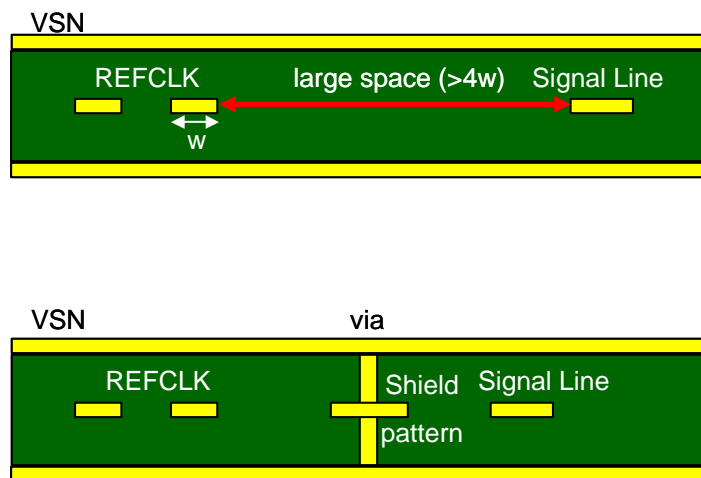 VSN
REFCLK large space (>4w) Signal Line
w
VSN via
REFCLK Shield Signal Line
pattern